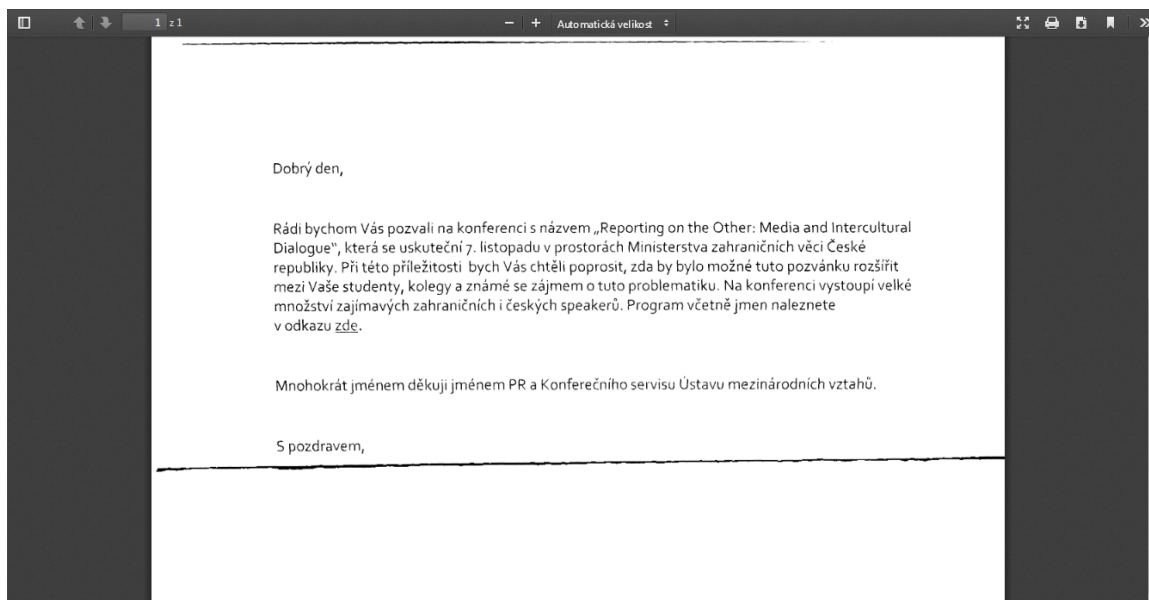 1 z 1
Automatická velikost
Dobrý den,
Rádi bychom Vás pozvali na konferenci s názvem „Reporting on the Other: Media and Intercultural
Dialogue“, která se uskuteční 7. listopadu v prostorách Ministerstva zahraničních věci České
republiky. Při této příležitosti bych Vás chtěli poprosit, zda by bylo možné tuto pozvánku rozšířit
mezi Vaše studenty, kolegy a známé se zájmem o tuto problematiku. Na konferenci vystoupí velké
množství zajímavých zahraničních i českých speakerů. Program včetně jmen naleznete
v odkazu zde.
Mnohokrát jménem děkuji jménem PR a Konferečního servisu Ústavu mezinárodních vztahů.
S pozdravem,